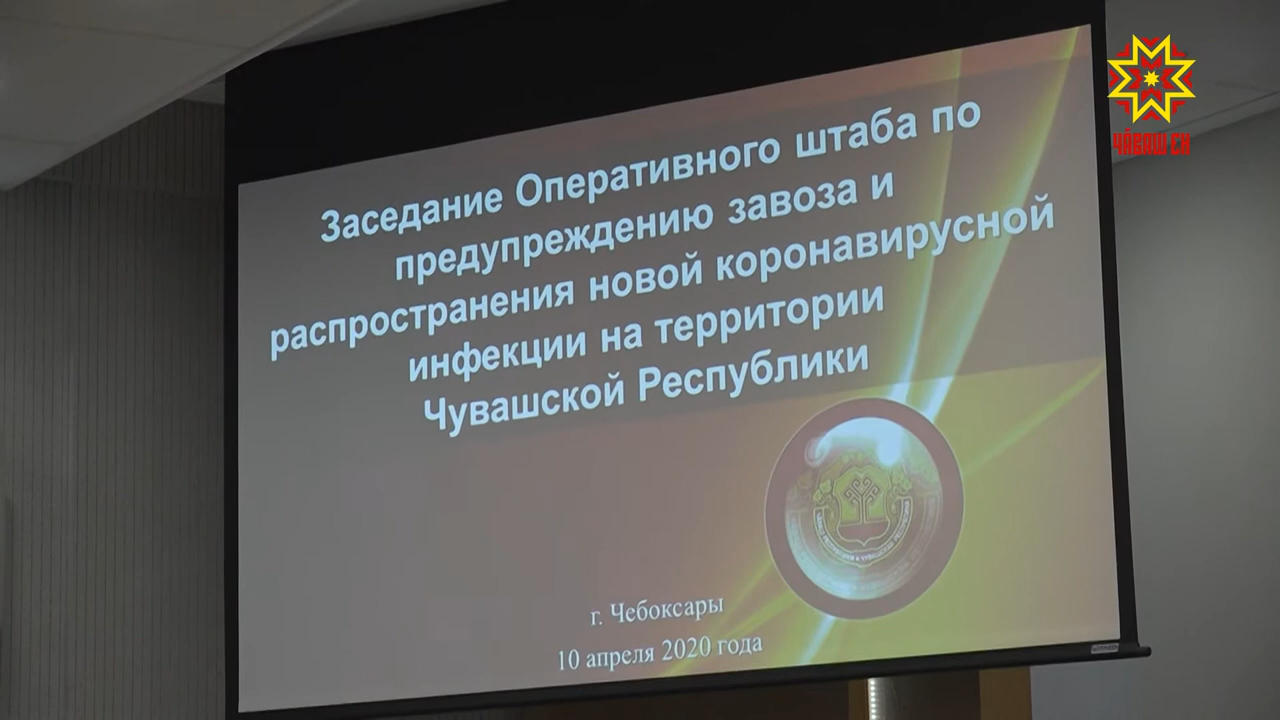 Заседание Оперативного штаба по
предупреждению завоза и
распространения новой коронавирусной
инфекции на территории
Чувашской Республики
г. Чебоксары
10 апреля 2020 года
ЧӐВАШ ЕН